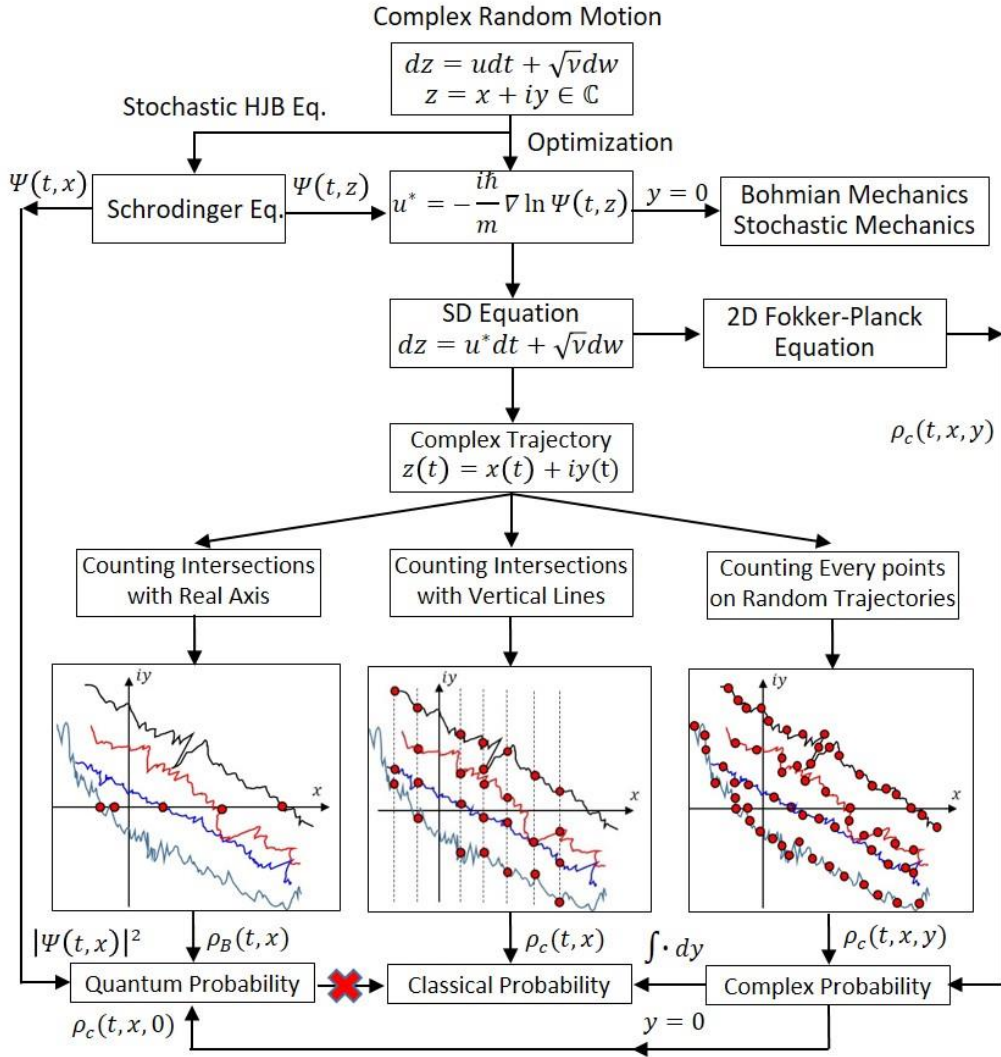 Complex Random Motion
dz = udt + √ν dw
z = x + iy ∈ ℂ
Stochastic HJB Eq.
Optimization
Ψ(t, x)
Schrodinger Eq.
Ψ(t, z)
u* = −(iℏ/m) ∇ ln Ψ(t, z)
y = 0
Bohmian Mechanics
Stochastic Mechanics
SD Equation
dz = u*dt + √ν dw
2D Fokker-Planck
Equation
ρc(t, x, y)
Complex Trajectory
z(t) = x(t) + iy(t)
Counting Intersections
with Real Axis
Counting Intersections
with Vertical Lines
Counting Every points
on Random Trajectories
iy
x
iy
x
iy
x
|Ψ(t, x)|²
ρB(t, x)
ρc(t, x)
∫· dy
ρc(t, x, y)
Quantum Probability
Classical Probability
Complex Probability
ρc(t, x, 0)
y = 0